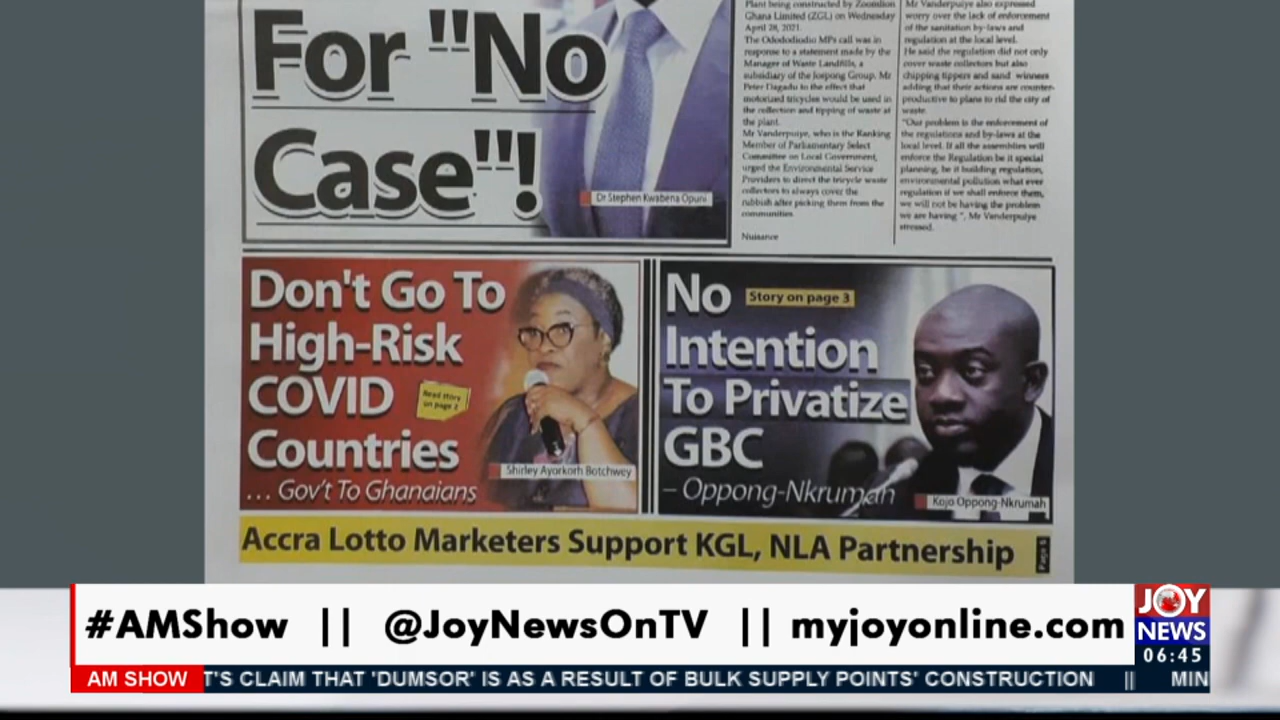 For "No
Case"!
Dr Stephen Kwabena Opuni
Plant being constructed by Zoomlion
Ghana Limited (ZGL) on Wednesday
April 28, 2021.
The Odododiodio MPs call was in
response to a statement made by the
Manager of Waste Landfills, a
subsidiary of the Jospong Group, Mr
Peter Dagadu to the effect that
motorized tricycles would be used in
the collection and tipping of waste at
the plant.
Mr Vanderpuiye, who is the Ranking
Member of Parliamentary Select
Committee on Local Government,
urged the Environmental Service
Providers to direct the tricycle waste
collectors to always cover the
rubbish after picking them from the
communities.
Nuisance
Mr Vanderpuiye also expressed
worry over the lack of enforcement
of the sanitation by-laws and
regulation at the local level.
He said the regulation did not only
cover waste collectors but also
chipping tippers and sand winners
adding that their actions are counter-
productive to plans to rid the city of
waste.
"Our problem is the enforcement of
the regulations and by-laws at the
local level. If all the assemblies will
enforce the Regulation be it special
planning, be it building regulation,
environmental pollution what ever
regulation if we shall enforce them,
we will not be having the problem
we are having ", Mr Vanderpuiye
stressed.
Don't Go To
High-Risk
COVID
Countries
Read story
on page 2
... Gov't To Ghanaians
Shirley Ayorkorh Botchwey
No
Story on page 3
Intention
To Privatize
GBC
– Oppong-Nkrumah
Kojo Oppong-Nkrumah
Accra Lotto Marketers Support KGL, NLA Partnership
#AMShow || @JoyNewsOnTV || myjoyonline.com
JOY
NEWS
06:45
AM SHOW
T'S CLAIM THAT 'DUMSOR' IS AS A RESULT OF BULK SUPPLY POINTS' CONSTRUCTION || MIN